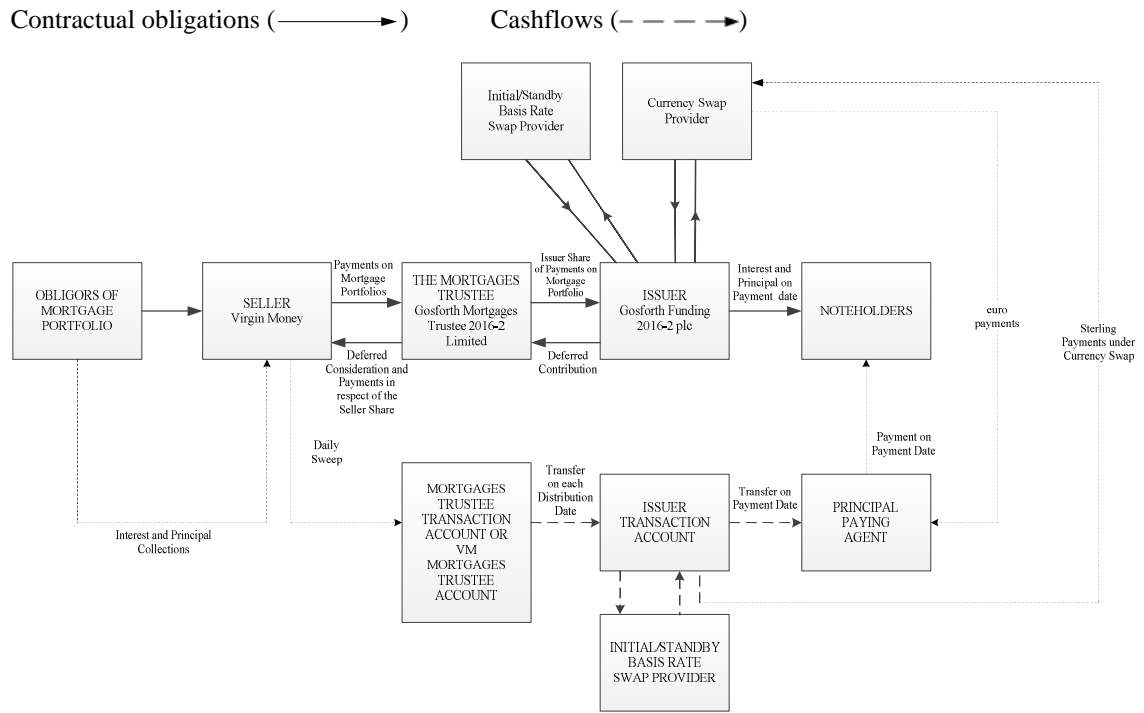 Contractual obligations ( )
Cashflows ( )
Initial/Standby
Basis Rate
Swap Provider
Currency Swap
Provider
OBLIGORS OF
MORTGAGE
PORTFOLIO
SELLER
Virgin Money
Payments on
Mortgage
Portfolios
Deferred
Consideration and
Payments in
respect of the
Seller Share
THE MORTGAGES
TRUSTEE
Gosforth Mortgages
Trustee 2016-2
Limited
Issuer Share
of Payments on
Mortgage
Portfolio
Deferred
Contribution
ISSUER
Gosforth Funding
2016-2 plc
Interest and
Principal on
Payment date
NOTEHOLDERS
euro
payments
Sterling
Payments under
Currency Swap
Interest and Principal
Collections
Daily
Sweep
MORTGAGES
TRUSTEE
TRANSACTION
ACCOUNT OR
VM
MORTGAGES
TRUSTEE
ACCOUNT
Transfer
on each
Distribution
Date
ISSUER
TRANSACTION
ACCOUNT
Transfer on
Payment Date
PRINCIPAL
PAYING
AGENT
Payment on
Payment Date
INITIAL/STANDBY
BASIS RATE
SWAP PROVIDER